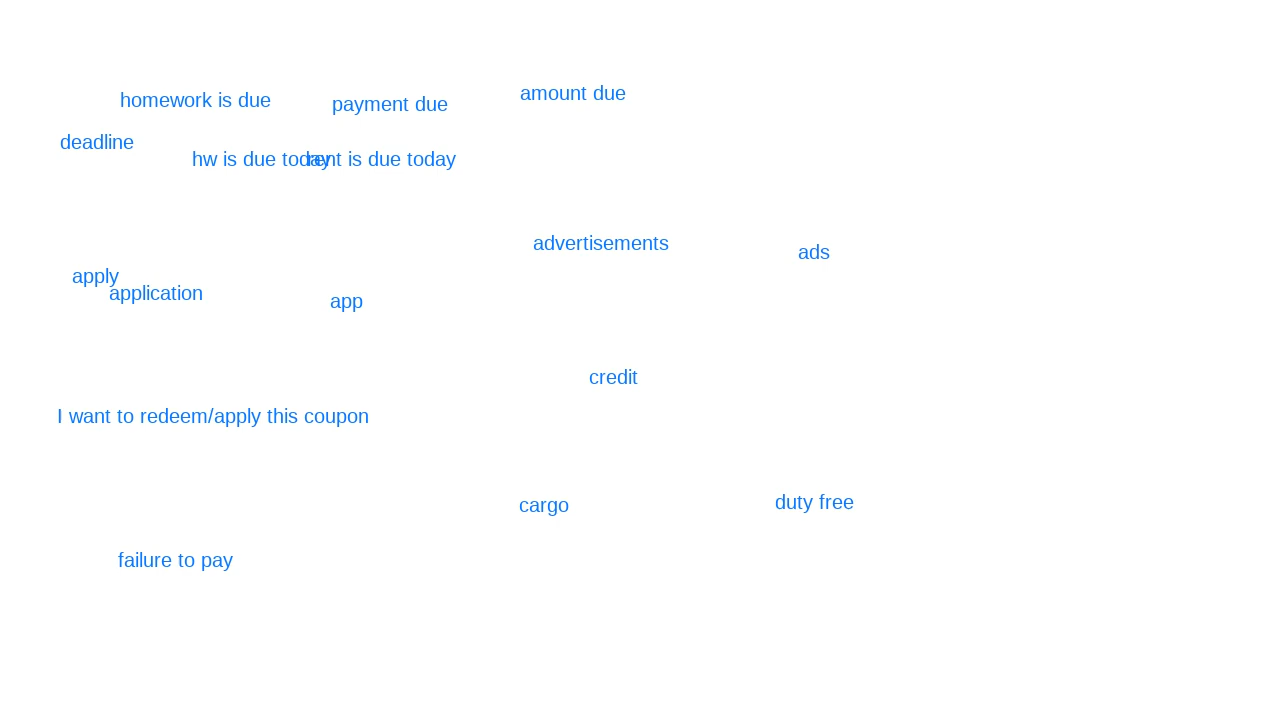 homework is due
payment due
amount due
deadline
hw is due today
rent is due today
advertisements
ads
apply
application
app
credit
I want to redeem/apply this coupon
cargo
duty free
failure to pay